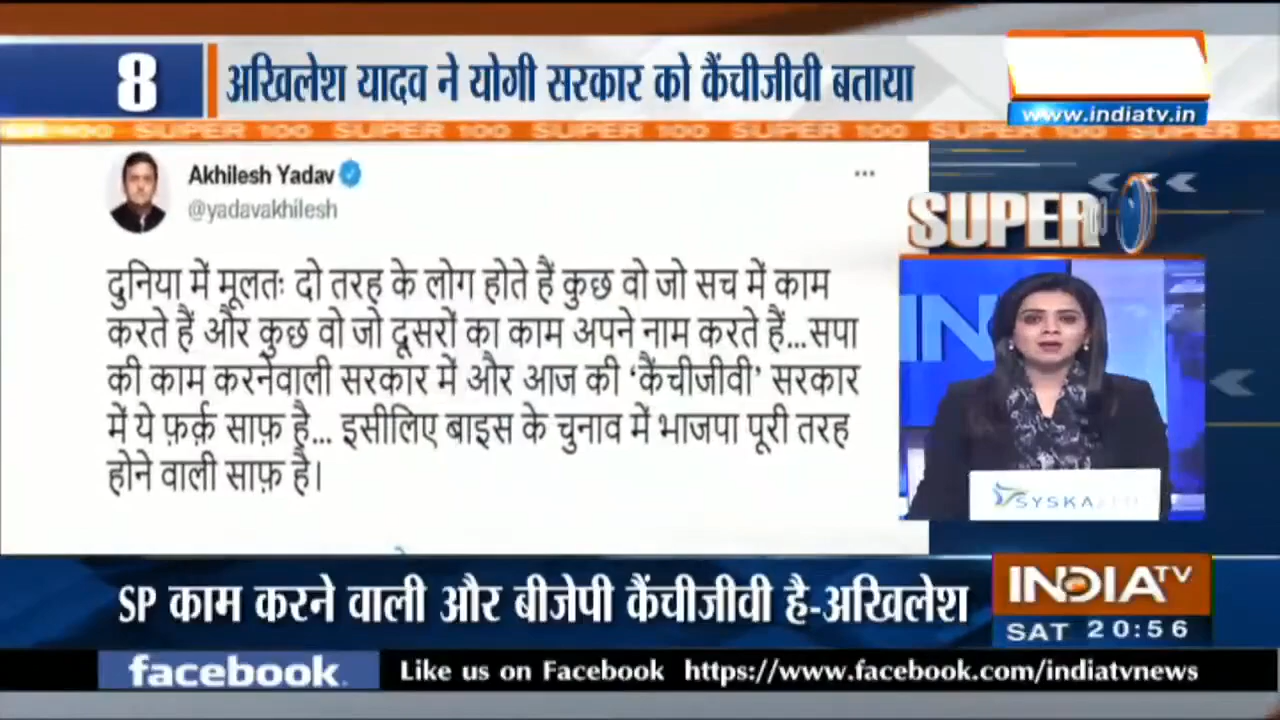 8
अखिलेश यादव ने योगी सरकार को कैंचीजीवी बताया
www.indiatv.in
SUPER 100 SUPER 100 SUPER 100 SUPER 100 SUPER 100 SUPER 100
Akhilesh Yadav
@yadavakhilesh
दुनिया में मूलतः दो तरह के लोग होते हैं कुछ वो जो सच में काम
करते हैं और कुछ वो जो दूसरों का काम अपने नाम करते हैं...सपा
की काम करनेवाली सरकार में और आज की ‘कैंचीजीवी’ सरकार
में ये फ़र्क़ साफ़ है... इसीलिए बाइस के चुनाव में भाजपा पूरी तरह
होने वाली साफ़ है।
SUPER
IN
SYSKA
SP काम करने वाली और बीजेपी कैंचीजीवी है-अखिलेश
INDIA TV
SAT 20:56
facebook
Like us on Facebook https://www.facebook.com/indiatvnews